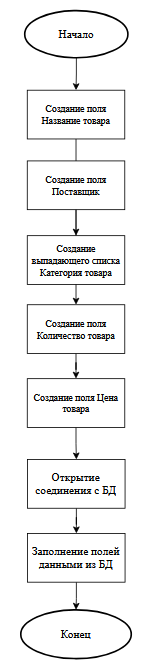 Начало
Создание поля
Название товара
Создание поля
Поставщик
Создание
выпадающего списка
Категория товара
Создание поля
Количество товара
Создание поля Цена
товара
Открытие
соединения с БД
Заполнение полей
данными из БД
Конец